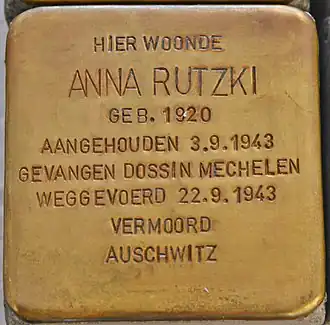 HIER WOONDE
ANNA RUTZKI
GEB. 1920
AANGEHOUDEN 3.9.1943
GEVANGEN DOSSIN MECHELEN
WEGGEVOERD 22.9.1943
VERMOORD
AUSCHWITZ